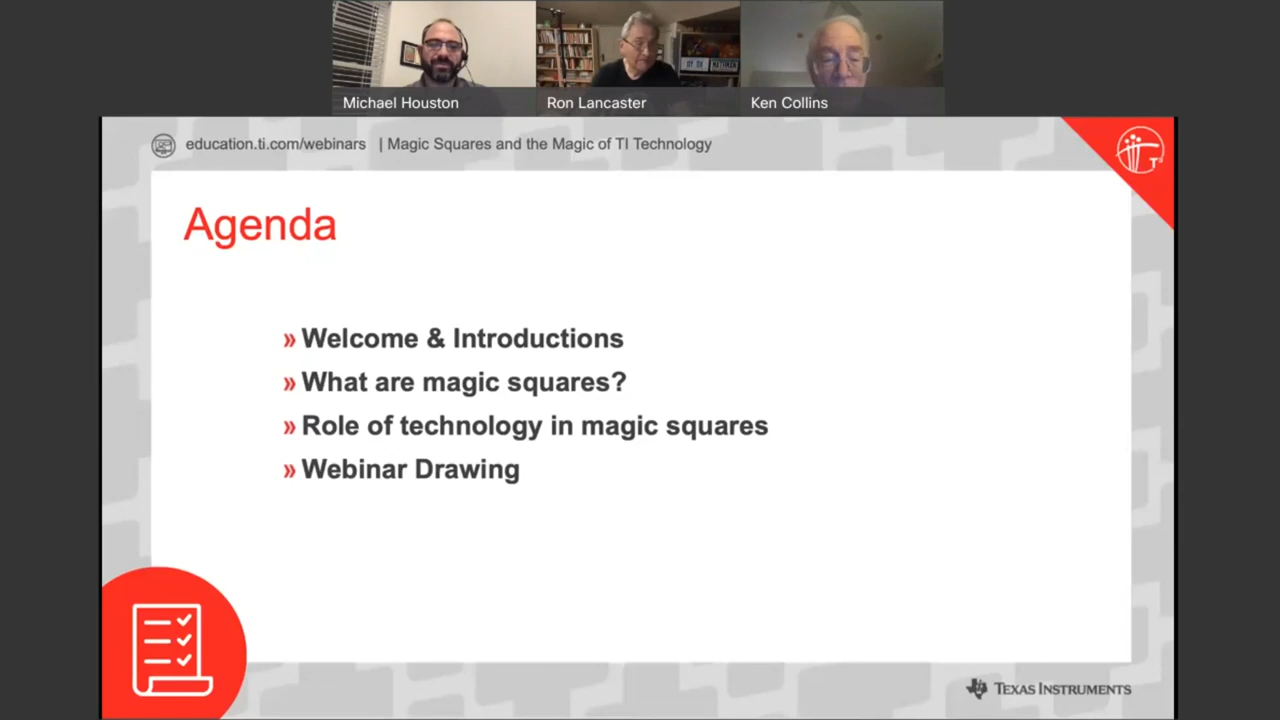 Michael Houston
Ron Lancaster
Ken Collins
education.ti.com/webinars | Magic Squares and the Magic of TI Technology
Agenda
» Welcome & Introductions
» What are magic squares?
» Role of technology in magic squares
» Webinar Drawing
TEXAS INSTRUMENTS